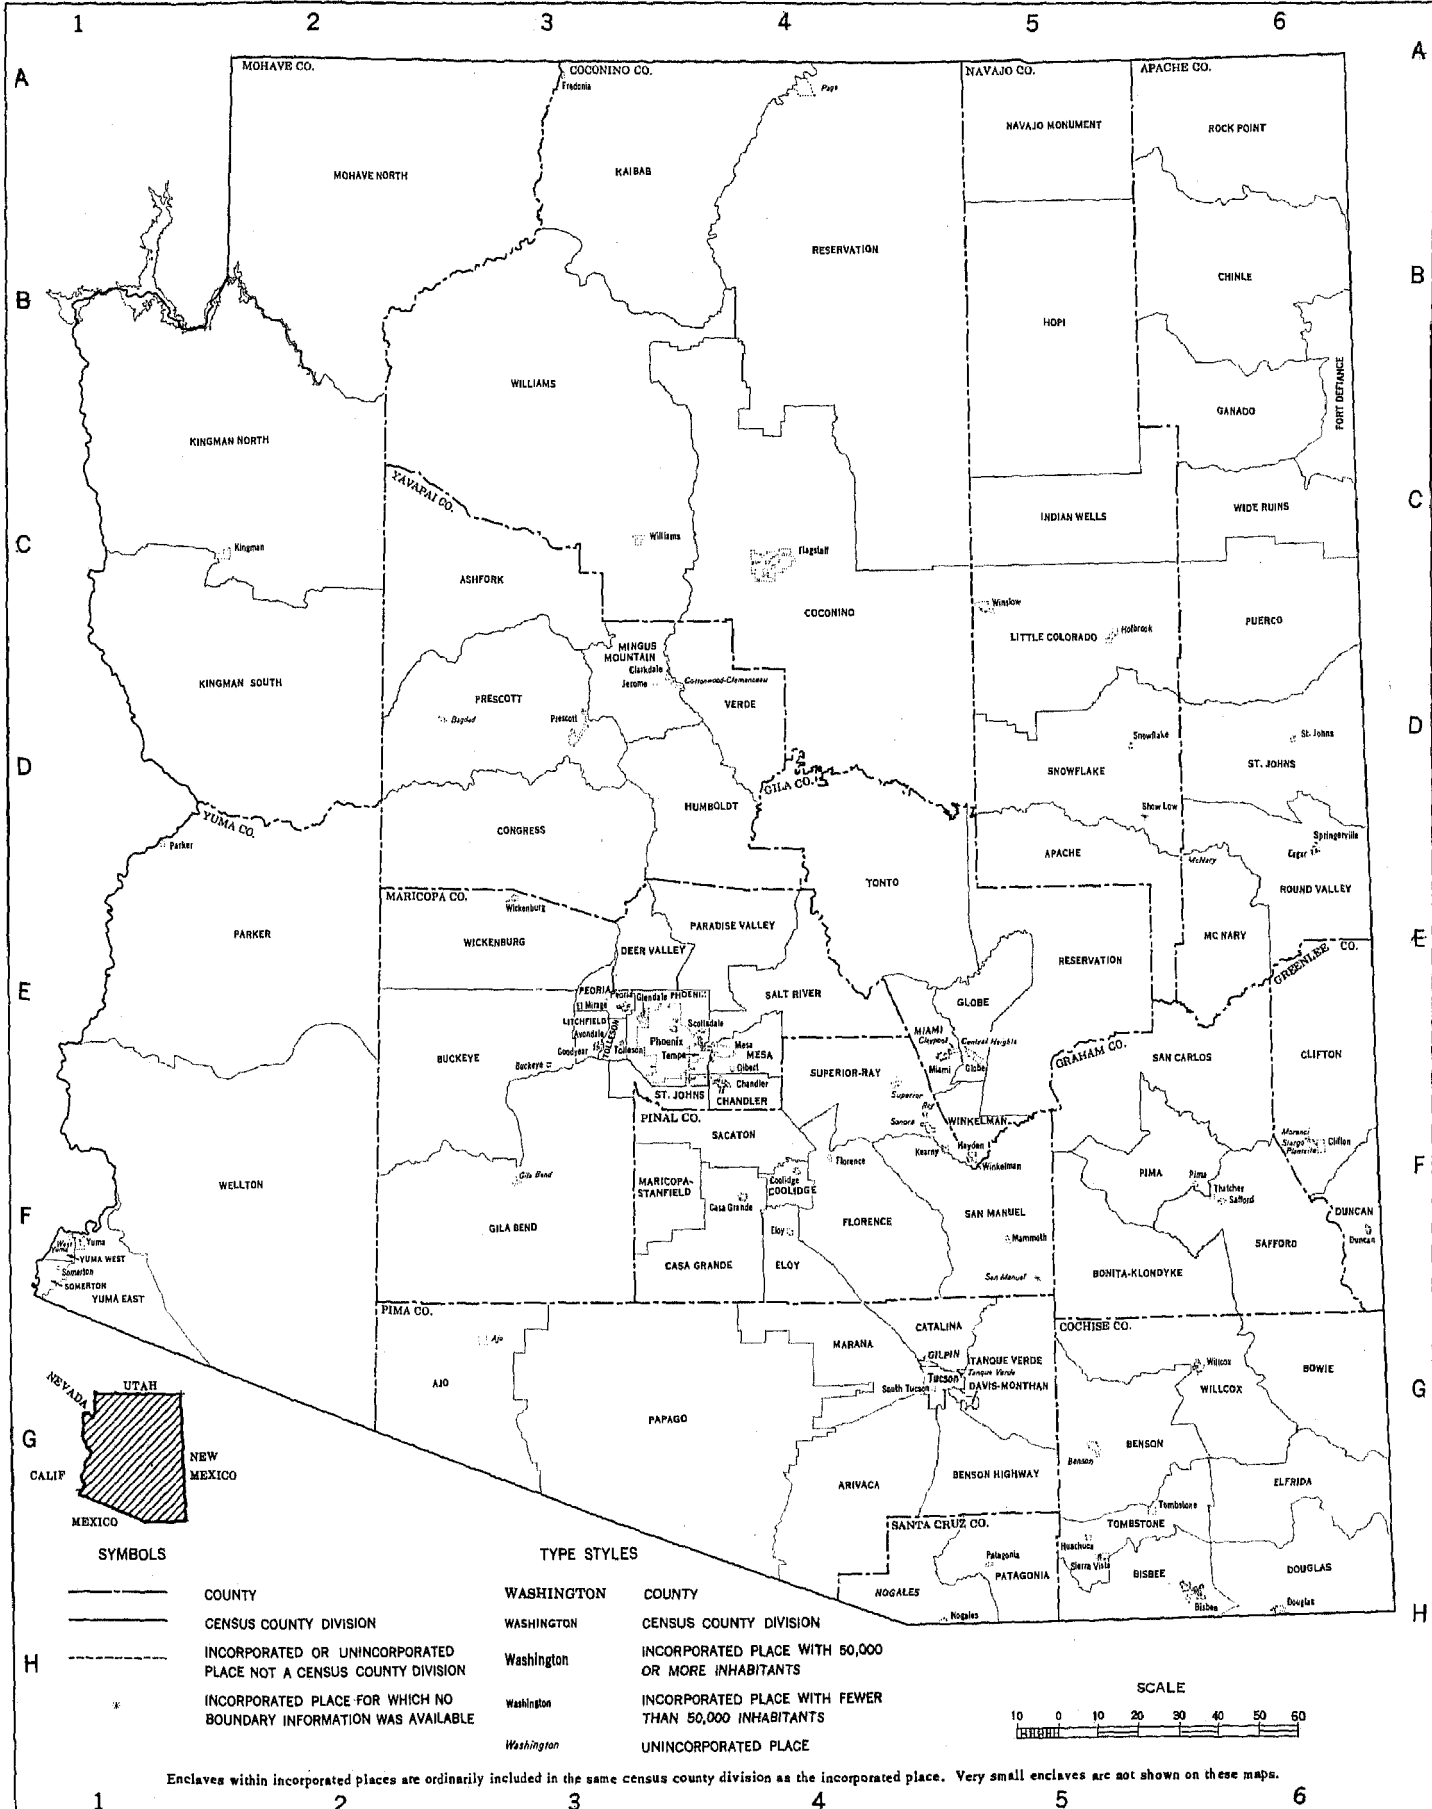 1 2 3 4 5 6
A A
MOHAVE CO.
COCONINO CO.
NAVAJO CO.
APACHE CO.
Fredonia
Page
NAVAJO MONUMENT
ROCK POINT
MOHAVE NORTH
KAIBAB
RESERVATION
CHINLE
B B
HOPI
WILLIAMS
GANADO
FORT DEFIANCE
KINGMAN NORTH
YAVAPAI CO.
C
INDIAN WELLS
WIDE RUINS
C
Kingman
Williams
Flagstaff
ASHFORK
COCONINO
Winslow
LITTLE COLORADO
Holbrook
PUERCO
MINGUS
MOUNTAIN
Clarkdale
Jerome
Cottonwood-Clemenceau
KINGMAN SOUTH
PRESCOTT
VERDE
Bagdad
Prescott
D
Snowflake
St. Johns
D
SNOWFLAKE
ST. JOHNS
GILA CO.
YUMA CO.
HUMBOLDT
Show Low
CONGRESS
Springerville
Parker
APACHE
McNary
Eagar
TONTO
ROUND VALLEY
MARICOPA CO.
Wickenburg
PARKER
WICKENBURG
PARADISE VALLEY
DEER VALLEY
MC NARY
E
GREENLEE CO.
RESERVATION
E
PEORIA
Peoria
Glendale
PHOENIX
SALT RIVER
GLOBE
El Mirage
LITCHFIELD
Avondale
TOLLESON
Scottsdale
MIAMI
Claypool
Central Heights
Goodyear
Tolleson
Phoenix
Tempe
Mesa
MESA
BUCKEYE
Buckeye
Gilbert
SUPERIOR-RAY
Miami
Globe
GRAHAM CO.
SAN CARLOS
CLIFTON
Chandler
ST. JOHNS
CHANDLER
Superior
Ray
PINAL CO.
Sonora
WINKELMAN
SACATON
Kearny
Hayden
Winkelman
Morenci
Stargo
Plantsite
Clifton
Florence
F
WELLTON
Gila Bend
MARICOPA-
STANFIELD
Coolidge
COOLIDGE
PIMA
Pima
Thatcher
Safford
Casa Grande
F
GILA BEND
Eloy
FLORENCE
SAN MANUEL
Mammoth
DUNCAN
Duncan
SAFFORD
West
Yuma
Yuma
YUMA WEST
Somerton
SOMERTON
YUMA EAST
CASA GRANDE
ELOY
San Manuel
BONITA-KLONDYKE
PIMA CO.
COCHISE CO.
Ajo
MARANA
CATALINA
GILPIN
TANQUE VERDE
Tanque Verde
Willcox
BOWIE
NEVADA
UTAH
AJO
South Tucson
Tucson
DAVIS-MONTHAN
WILLCOX
G
PAPAGO
G
NEW
MEXICO
CALIF
Benson
BENSON
ARIVACA
BENSON HIGHWAY
ELFRIDA
MEXICO
Tombstone
SANTA CRUZ CO.
TOMBSTONE
Huachuca
Sierra Vista
Patagonia
PATAGONIA
BISBEE
DOUGLAS
NOGALES
Nogales
Bisbee
Douglas
H
SYMBOLS
COUNTY
CENSUS COUNTY DIVISION
INCORPORATED OR UNINCORPORATED
PLACE NOT A CENSUS COUNTY DIVISION
* INCORPORATED PLACE FOR WHICH NO
BOUNDARY INFORMATION WAS AVAILABLE
H
TYPE STYLES
WASHINGTON COUNTY
WASHINGTON CENSUS COUNTY DIVISION
Washington INCORPORATED PLACE WITH 50,000
OR MORE INHABITANTS
Washington INCORPORATED PLACE WITH FEWER
THAN 50,000 INHABITANTS
Washington UNINCORPORATED PLACE
SCALE
10 0 10 20 30 40 50 60
Enclaves within incorporated places are ordinarily included in the same census county division as the incorporated place. Very small enclaves are not shown on these maps.
1 2 3 4 5 6